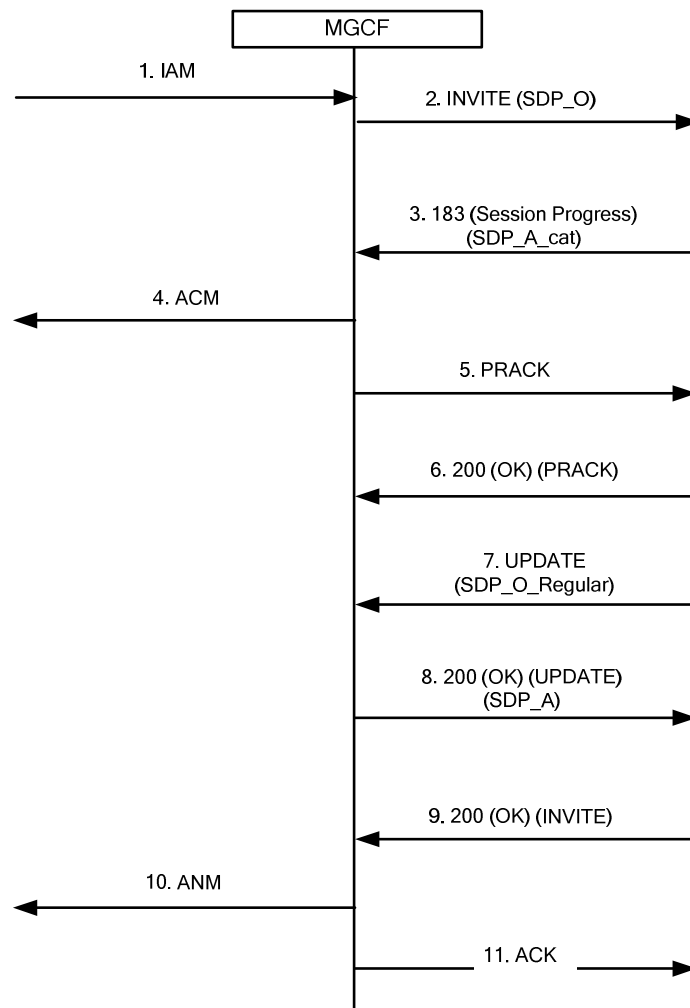 MGCF
1. IAM
2. INVITE (SDP_O)
3. 183 (Session Progress)
(SDP_A_cat)
4. ACM
5. PRACK
6. 200 (OK) (PRACK)
7. UPDATE
(SDP_O_Regular)
8. 200 (OK) (UPDATE)
(SDP_A)
9. 200 (OK) (INVITE)
10. ANM
11. ACK